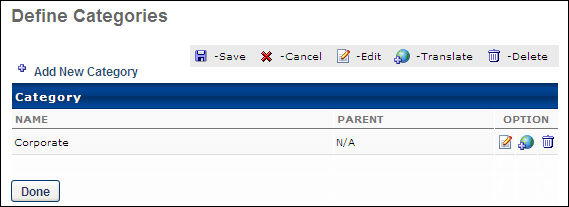 Define Categories
-Save -Cancel -Edit -Translate -Delete
Add New Category
Category
NAME PARENT OPTION
Corporate N/A
Done